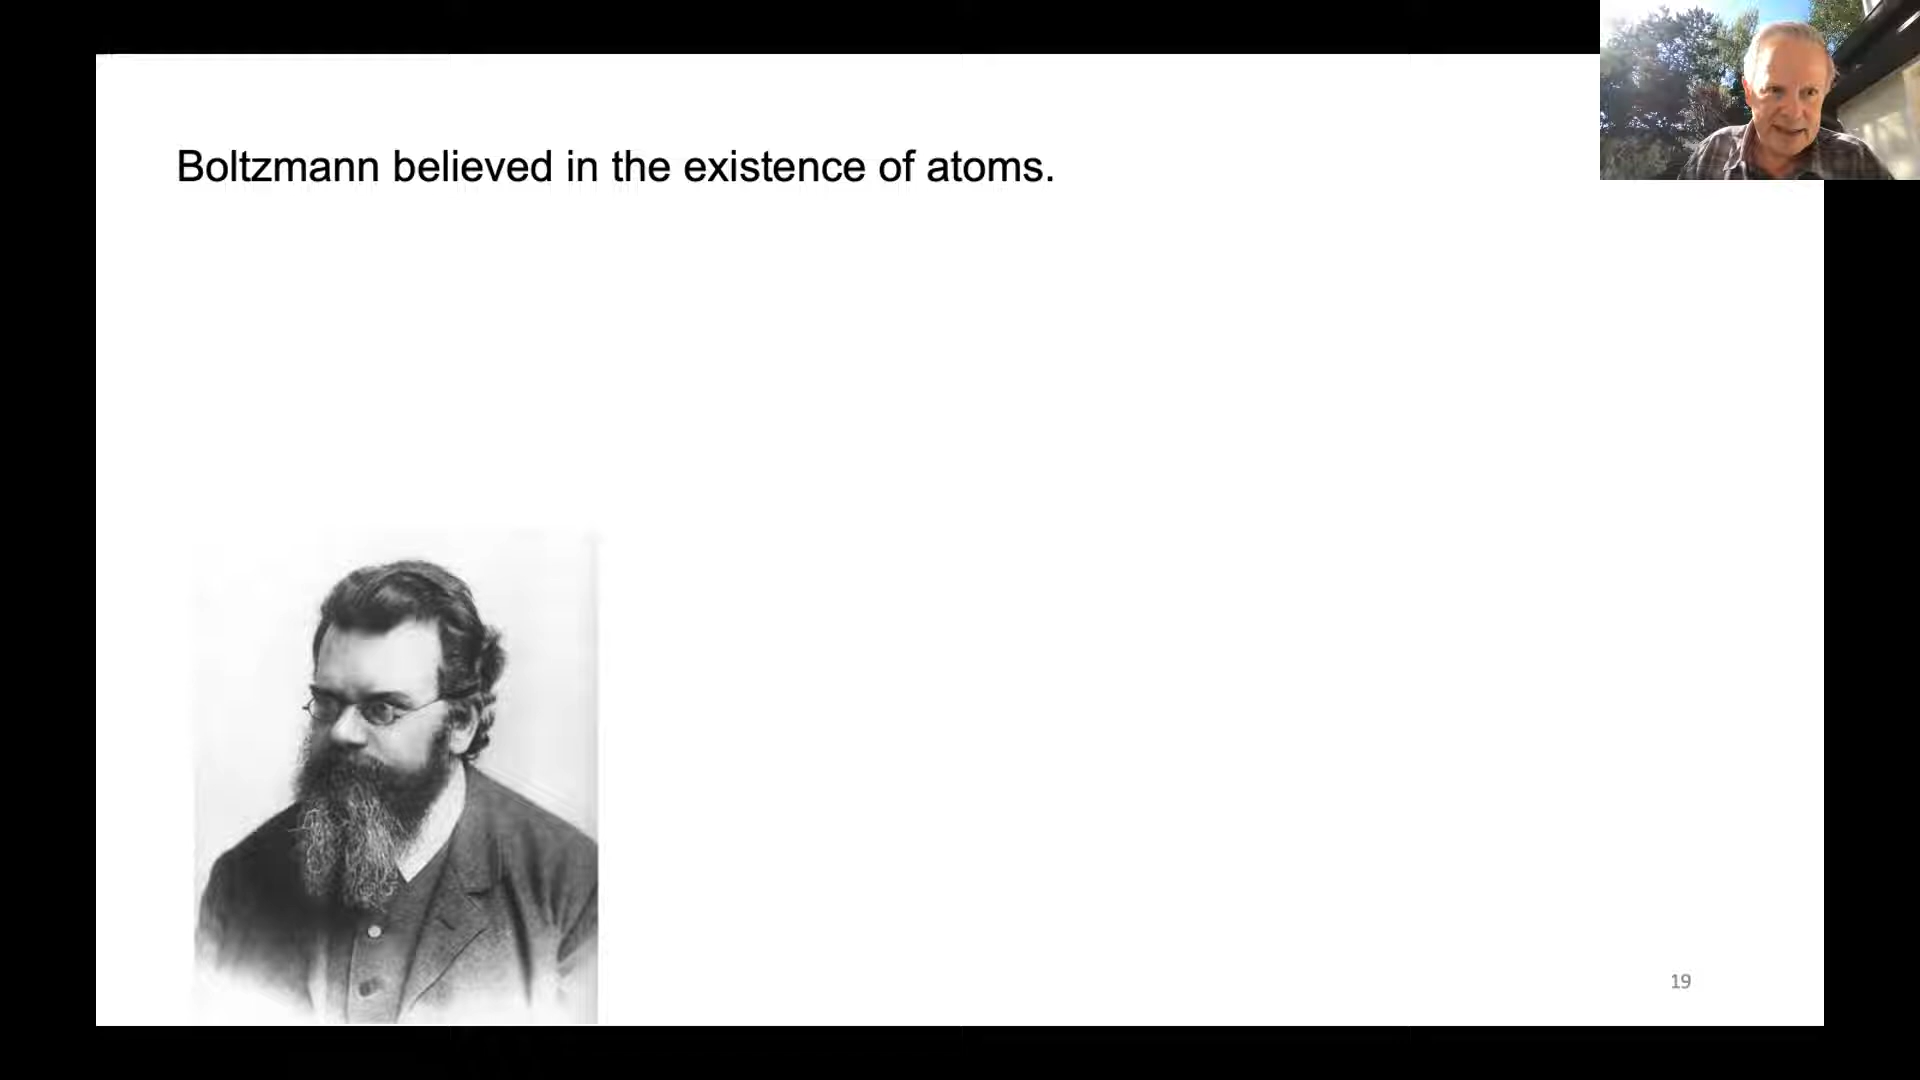 Boltzmann believed in the existence of atoms.
19